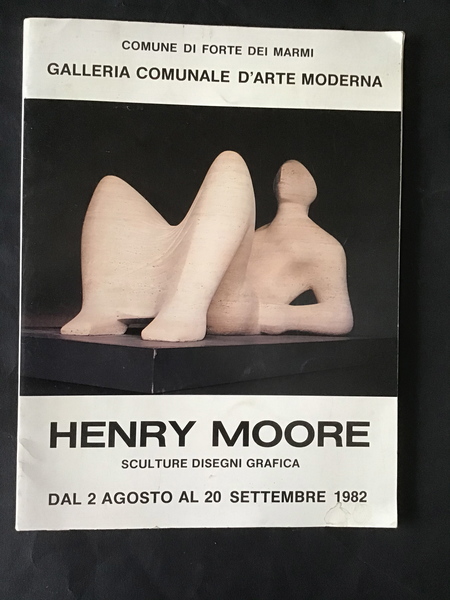 COMUNE DI FORTE DEI MARMI
GALLERIA COMUNALE D'ARTE MODERNA
HENRY MOORE
SCULTURE DISEGNI GRAFICA
DAL 2 AGOSTO AL 20 SETTEMBRE 1982